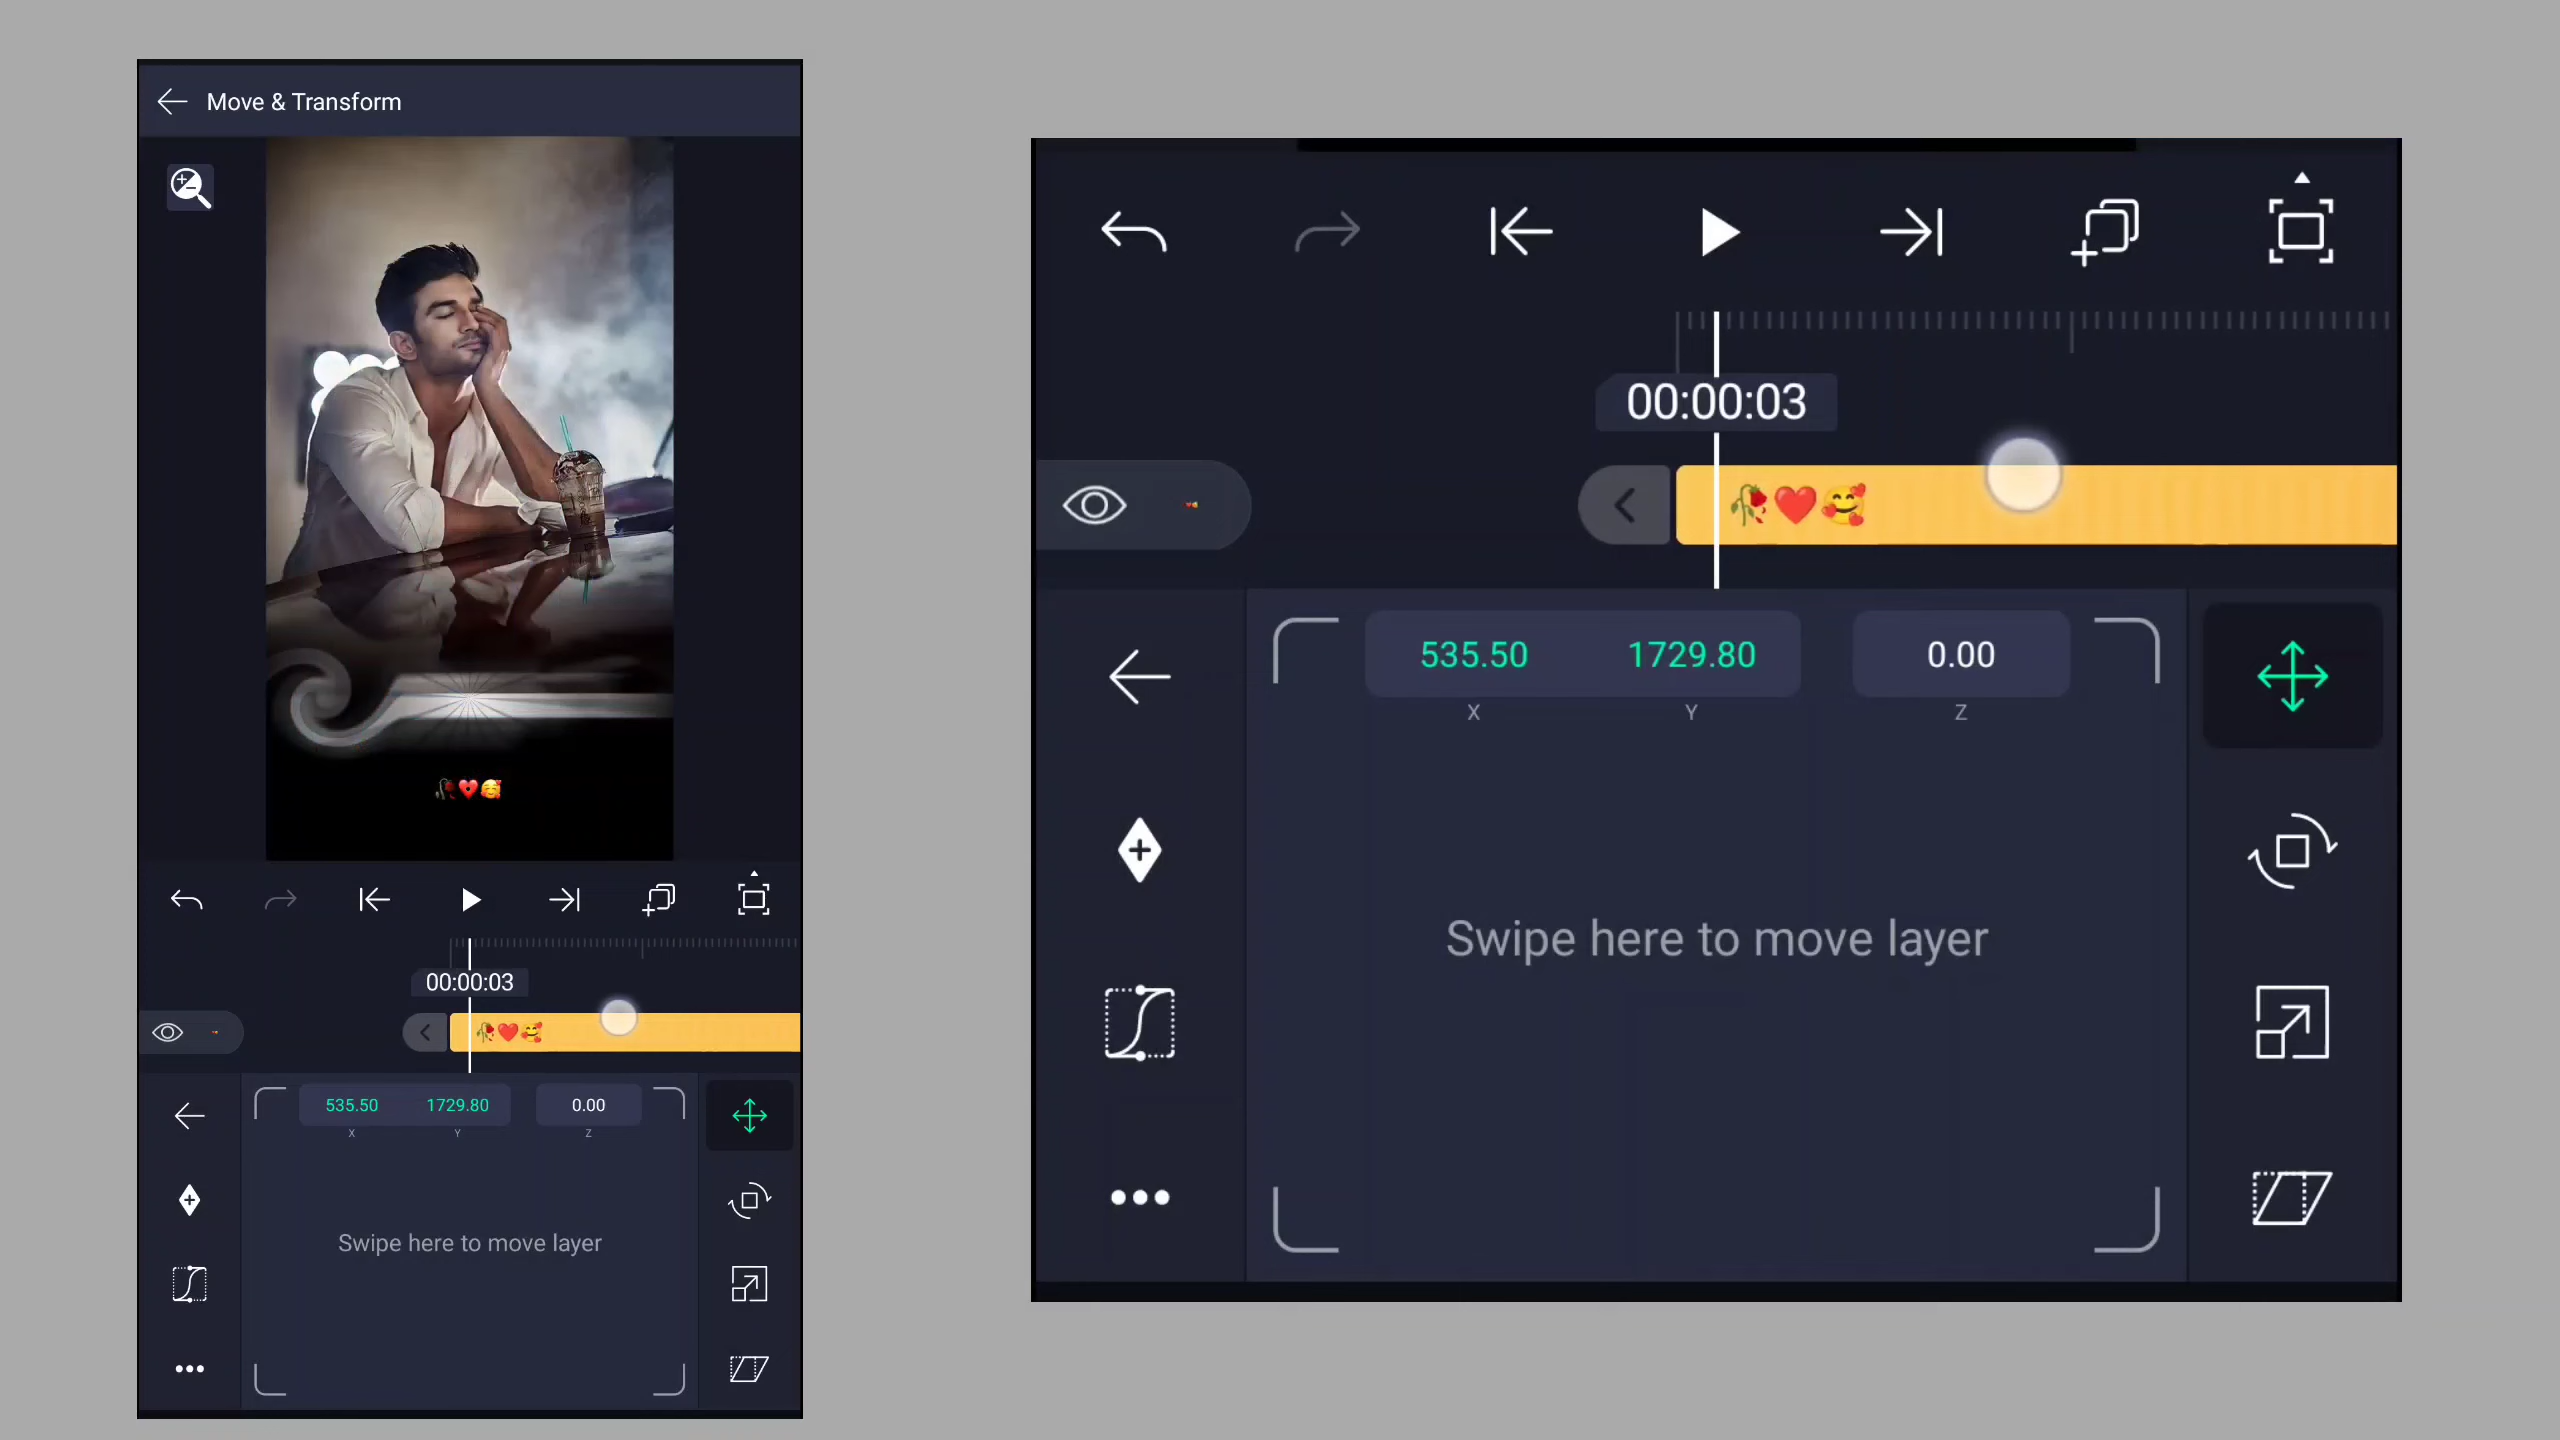 Move & Transform
00:00:03
🥀❤️🥰
535.50 1729.80 0.00
X Y Z
Swipe here to move layer
00:00:03
🥀❤️🥰
535.50 1729.80 0.00
X Y Z
Swipe here to move layer